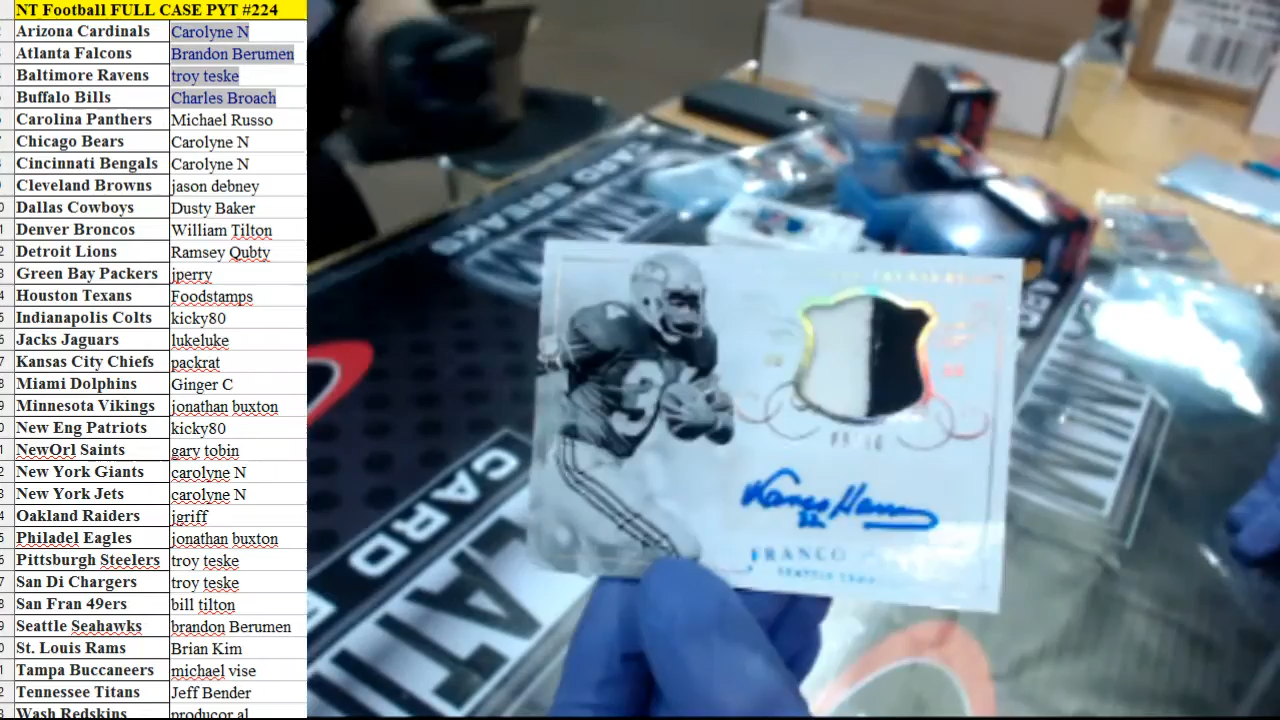 NT Football FULL CASE PYT #224
Arizona Cardinals Carolyne N
Atlanta Falcons Brandon Berumen
Baltimore Ravens troy teske
Buffalo Bills Charles Broach
Carolina Panthers Michael Russo
Chicago Bears Carolyne N
Cincinnati Bengals Carolyne N
Cleveland Browns jason debney
Dallas Cowboys Dusty Baker
Denver Broncos William Tilton
Detroit Lions Ramsey Qubty
Green Bay Packers jperry
Houston Texans Foodstamps
Indianapolis Colts kicky80
Jacks Jaguars lukeluke
Kansas City Chiefs packrat
Miami Dolphins Ginger C
Minnesota Vikings jonathan buxton
New Eng Patriots kicky80
NewOrl Saints gary tobin
New York Giants carolyne N
New York Jets carolyne N
Oakland Raiders jgriff
Philadel Eagles jonathan buxton
Pittsburgh Steelers troy teske
San Di Chargers troy teske
San Fran 49ers bill tilton
Seattle Seahawks brandon Berumen
St. Louis Rams Brian Kim
Tampa Buccaneers michael vise
Tennessee Titans Jeff Bender
Wash Redskins producor al
CARD BREAKS
CARD
FRANCO